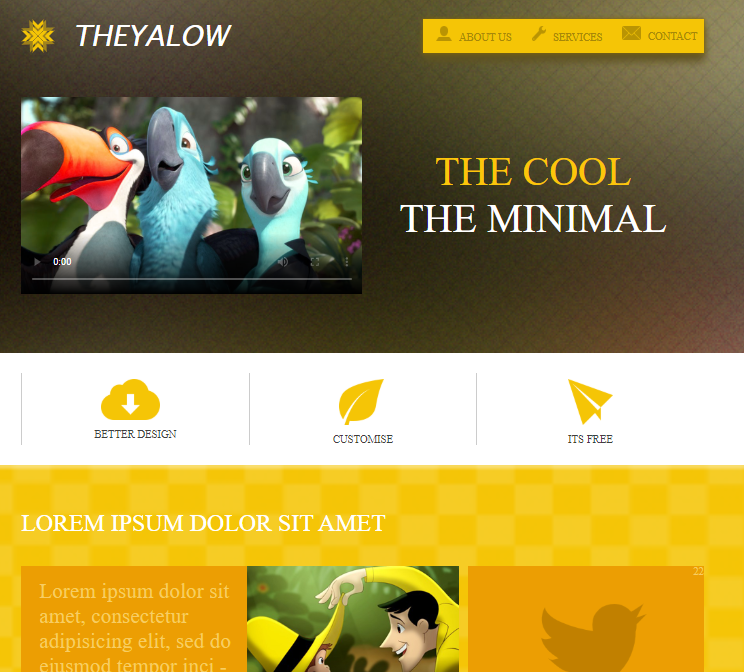 THEYALOW
ABOUT US
SERVICES
CONTACT
THE COOL
THE MINIMAL
0:00
BETTER DESIGN
CUSTOMISE
ITS FREE
LOREM IPSUM DOLOR SIT AMET
22
Lorem ipsum dolor sit
amet, consectetur
adipisicing elit, sed do
eiusmod tempor inci -